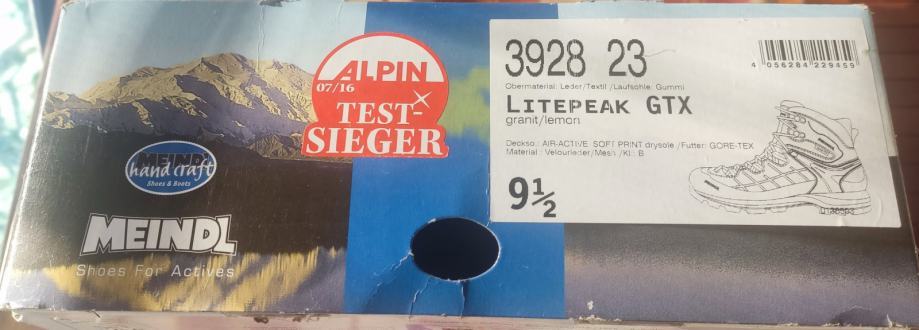 ALPIN
07/16
TEST-
SIEGER
MEINDL
hand craft
Shoes & Boots
MEINDL
Shoes For Actives
3928 23
4 056284 229459
Obermaterial: Leder/Textil /Laufsohle: Gummi
LITEPEAK GTX
granit/lemon
Deckso.: AIR-ACTIVE SOFT PRINT drysole /Futter: GORE-TEX
Material : Velourleder/Mesh /Kl.: B
9½